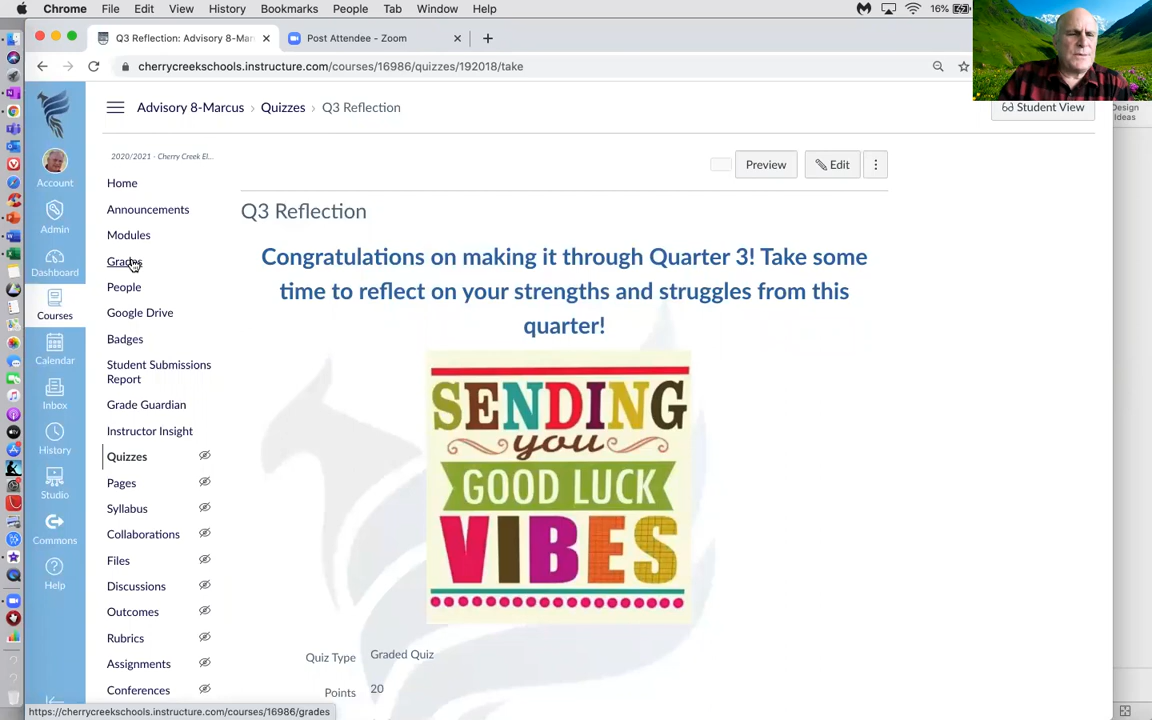 Chrome File Edit View History Bookmarks People Tab Window Help
16%
Q3 Reflection: Advisory 8-Mar
Post Attendee - Zoom
cherrycreekschools.instructure.com/courses/16986/quizzes/192018/take
Advisory 8-Marcus > Quizzes > Q3 Reflection
Student View
Design
Ideas
2020/2021 - Cherry Creek El...
Preview
Edit
Account
Admin
Dashboard
Courses
Calendar
Inbox
History
Studio
Commons
Help
Home
Announcements
Modules
Grades
People
Google Drive
Badges
Student Submissions
Report
Grade Guardian
Instructor Insight
Quizzes
Pages
Syllabus
Collaborations
Files
Discussions
Outcomes
Rubrics
Assignments
Conferences
Q3 Reflection
Congratulations on making it through Quarter 3! Take some
time to reflect on your strengths and struggles from this
quarter!
SENDING
you
GOOD LUCK
VIBES
Quiz Type Graded Quiz
Points 20
https://cherrycreekschools.instructure.com/courses/16986/grades